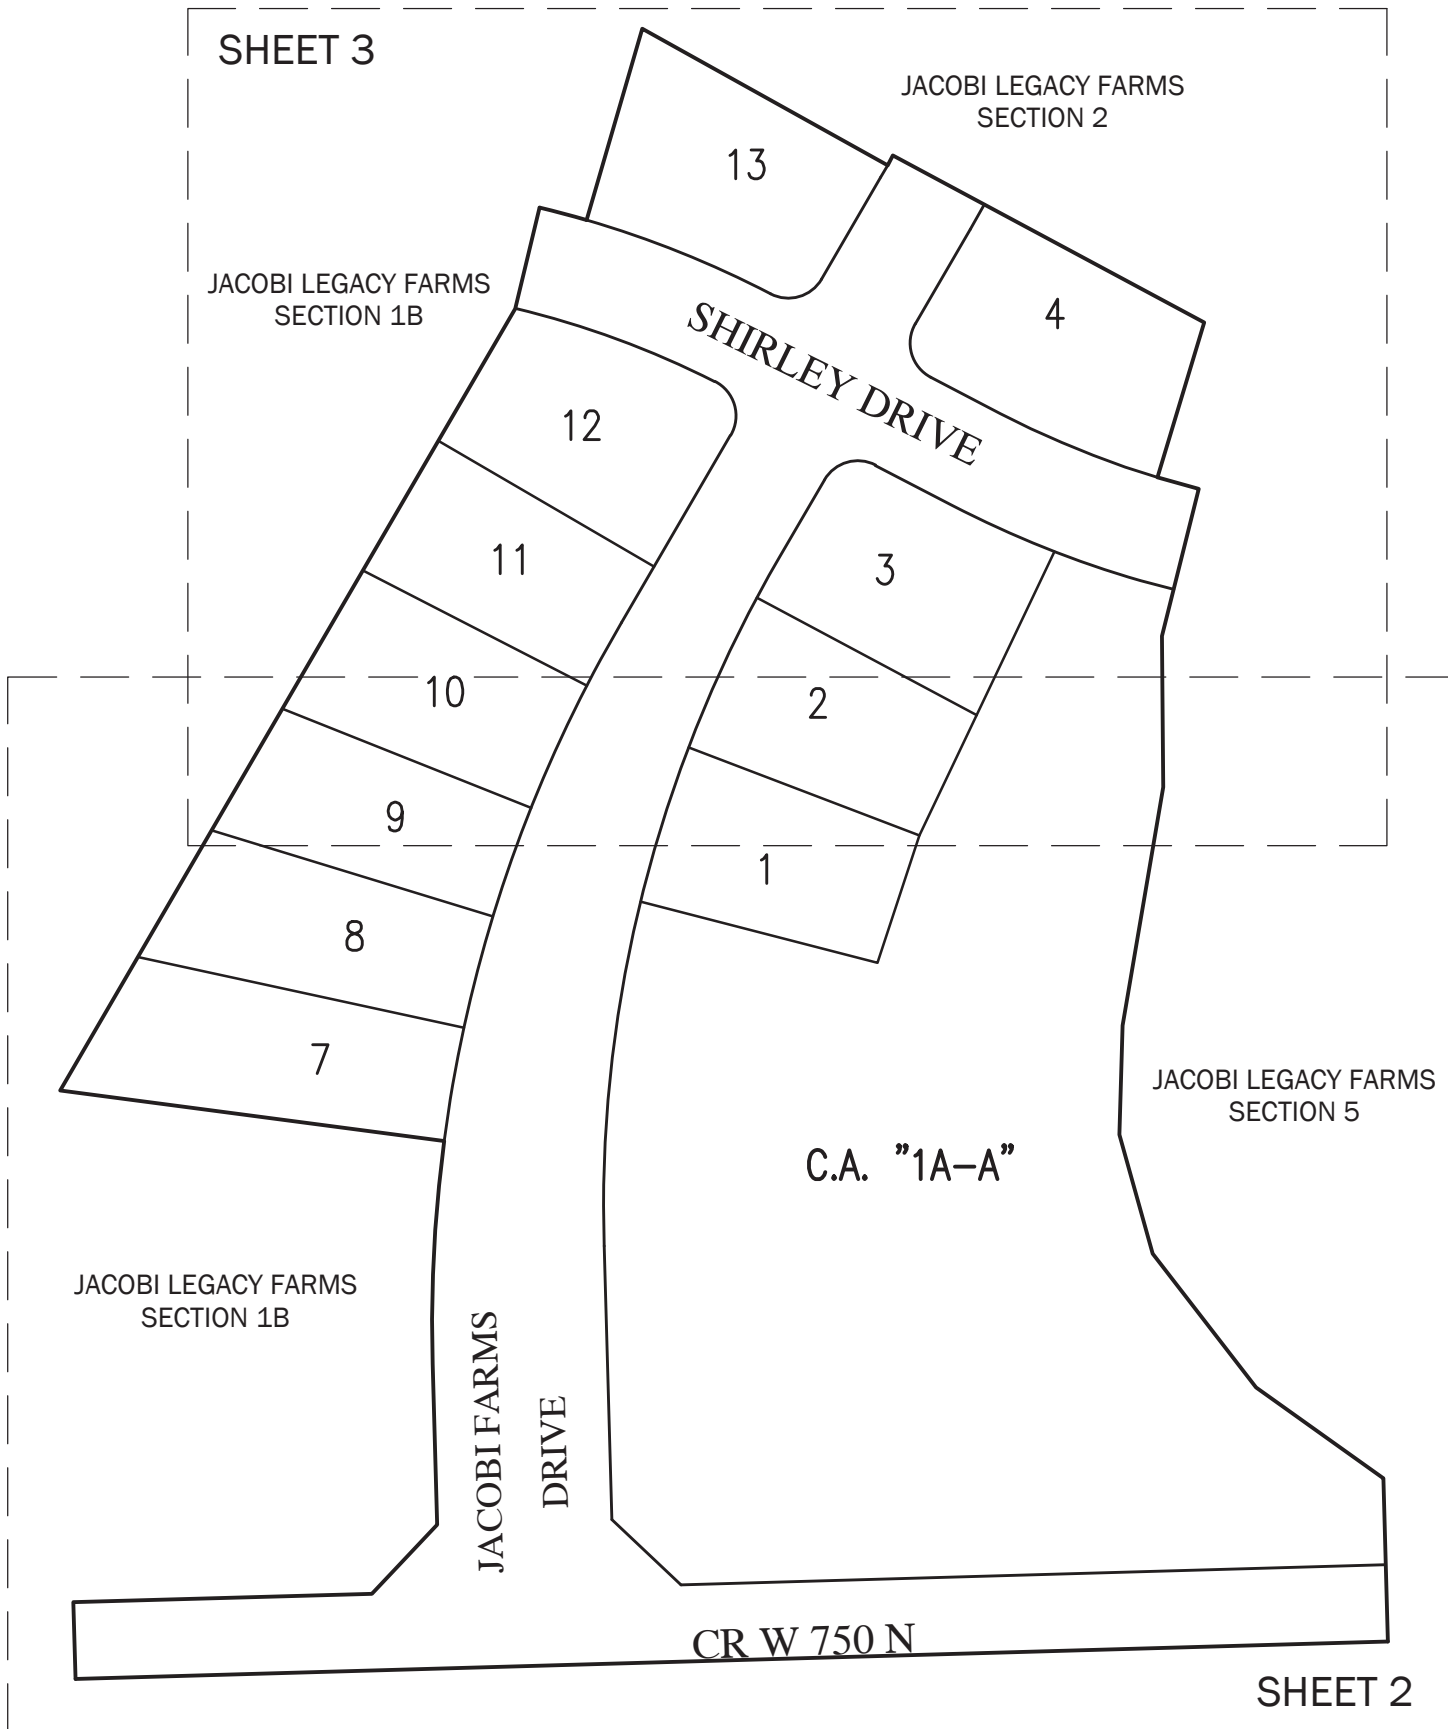 SHEET 3
JACOBI LEGACY FARMS
SECTION 2
13
JACOBI LEGACY FARMS
SECTION 1B
4
SHIRLEY DRIVE
12
11
3
10
2
9
1
8
7
JACOBI LEGACY FARMS
SECTION 5
C.A. "1A-A"
JACOBI LEGACY FARMS
SECTION 1B
JACOBI FARMS
DRIVE
CR W 750 N
SHEET 2